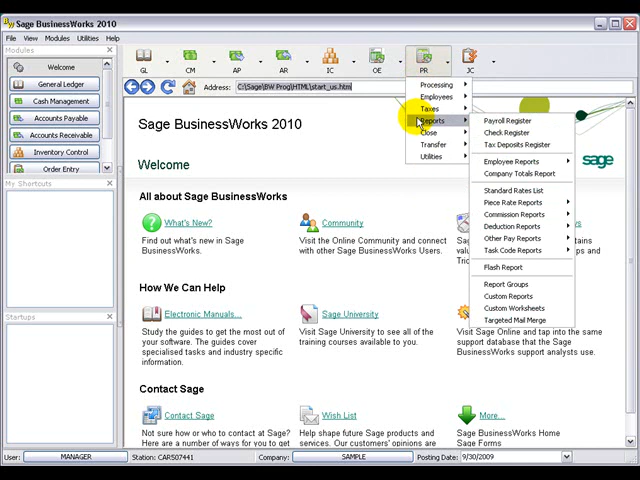 Sage BusinessWorks 2010
File View Modules Utilities Help
Modules
Welcome
General Ledger
Cash Management
Accounts Payable
Accounts Receivable
Inventory Control
Order Entry
My Shortcuts
Startups
GL CM AP AR IC OE PR JC
Address: C:\Sage\BW Prog\HTML\start_us.htm
Processing
Employees
Taxes
Reports
Close
Transfer
Utilities
Payroll Register
Check Register
Tax Deposits Register
Employee Reports
Company Totals Report
Standard Rates List
Piece Rate Reports
Commission Reports
Deduction Reports
Other Pay Reports
Task Code Reports
Flash Report
Report Groups
Custom Reports
Custom Worksheets
Targeted Mail Merge
sage
Sage BusinessWorks 2010
Welcome
All about Sage BusinessWorks
What's New?
Find out what's new in Sage
BusinessWorks.
Community
Visit the Online Community and
connect with other Sage BusinessWorks Users.
How We Can Help
Electronic Manuals...
Study the guides to get the most out of
your software. The guides cover
specialised tasks and industry specific
information.
Sage University
Visit Sage University to see all of the
training courses available to you.
Visit Sage Online and tap into the
same support database that the Sage
BusinessWorks support analysts use.
Contact Sage
Contact Sage
Not sure how or who to contact at Sage?
Here are a number of ways for you to get
Wish List
Help shape future Sage products and
services. Our customers' opinions are
More...
Sage BusinessWorks Home
Sage Forms
User: MANAGER Station: CAR507441 Company: SAMPLE Posting Date: 9/30/2009